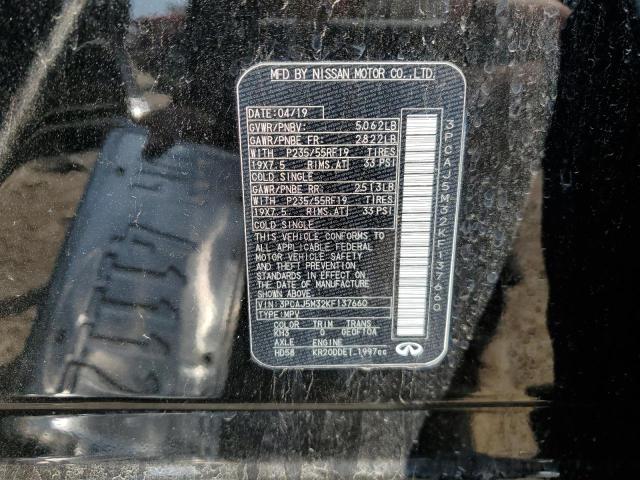 MFD BY NISSAN MOTOR CO.,LTD.
DATE: 04/19
GVWR/PNBV: 5062LB
GAWR/PNBE FR: 2822LB
WITH P235/55RF19 TIRES
19X7.5 RIMS.AT 33 PSI
COLD SINGLE
GAWR/PNBE RR: 2513LB
WITH P235/55RF19 TIRES
19X7.5 RIMS.AT 33 PSI
COLD SINGLE
THIS VEHICLE CONFORMS TO
ALL APPLICABLE FEDERAL
MOTOR VEHICLE SAFETY
AND THEFT PREVENTION
STANDARDS IN EFFECT
ON THE DATE OF
MANUFACTURE SHOWN ABOVE.
VIN: 3PCAJ5M32KF137660
TYPE: MPV
COLOR TRIM TRANS
KH3 0 0EOFT0A
AXLE ENGINE
HD58 KR20DDET.1997cc
3PCAJ5M32KF137660